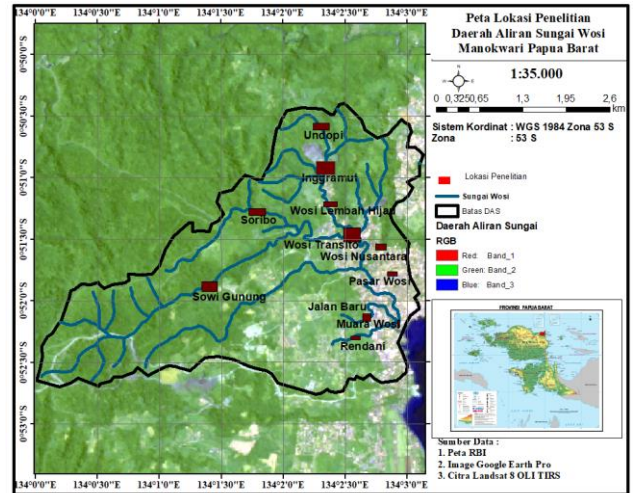 134°0'0"E 134°0'30"E 134°1'0"E 134°1'30"E 134°2'0"E 134°2'30"E 134°3'0"E
0°50'0"S
0°50'30"S
0°51'0"S
0°51'30"S
0°52'0"S
0°52'30"S
0°53'0"S
Undopi
Inggramut
Wosi Lembah Hijau
Soribo
Wosi Transito
Wosi Nusantara
Pasar Wosi
Sowi Gunung
Jalan Baru
Muara Wosi
Rendani
134°0'0"E 134°0'30"E 134°1'0"E 134°1'30"E 134°2'0"E 134°2'30"E 134°3'0"E
Peta Lokasi Penelitian
Daerah Aliran Sungai Wosi
Manokwari Papua Barat
N
1:35.000
0 0,3250,65 1,3 1,95 2,6
km
Sistem Kordinat : WGS 1984 Zona 53 S
Zona : 53 S
Lokasi Penelitian
Sungai Wosi
Batas DAS
Daerah Aliran Sungai
RGB
Red: Band_1
Green: Band_2
Blue: Band_3
PROVINSI PAPUA BARAT
Sumber Data :
1. Peta RBI
2. Image Google Earth Pro
3. Citra Landsat 8 OLI TIRS